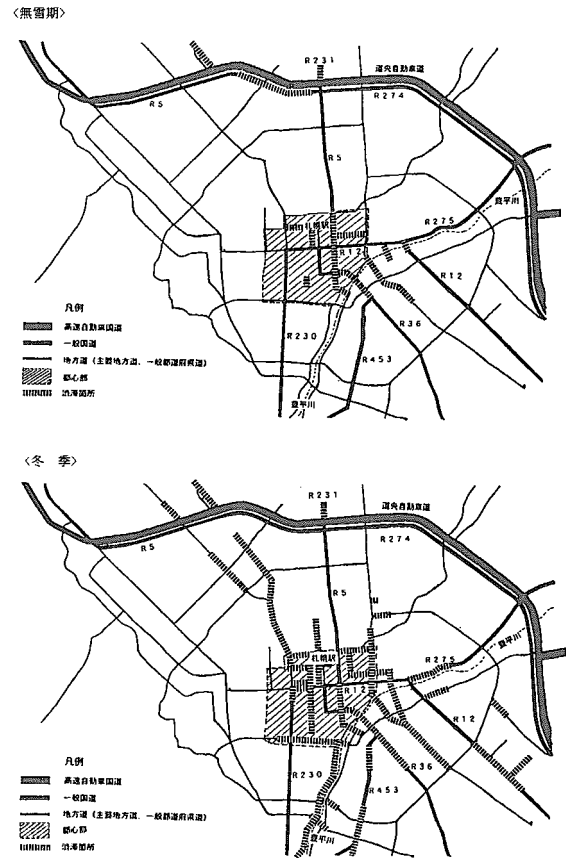 〈無雪期〉
R231
道央自動車道
R5
R274
R5
豊平川
R275
札幌駅
R12
R12
R36
R230
R453
豊平川
凡例
高速自動車国道
一般国道
地方道(主要地方道、一般都道府県道)
都心部
渋滞箇所
〈冬 季〉
R231
道央自動車道
R5
R274
R5
札幌駅
R275
豊平川
R12
R12
R36
R230
R453
豊平川
凡例
高速自動車国道
一般国道
地方道(主要地方道、一般都道府県道)
都心部
渋滞箇所